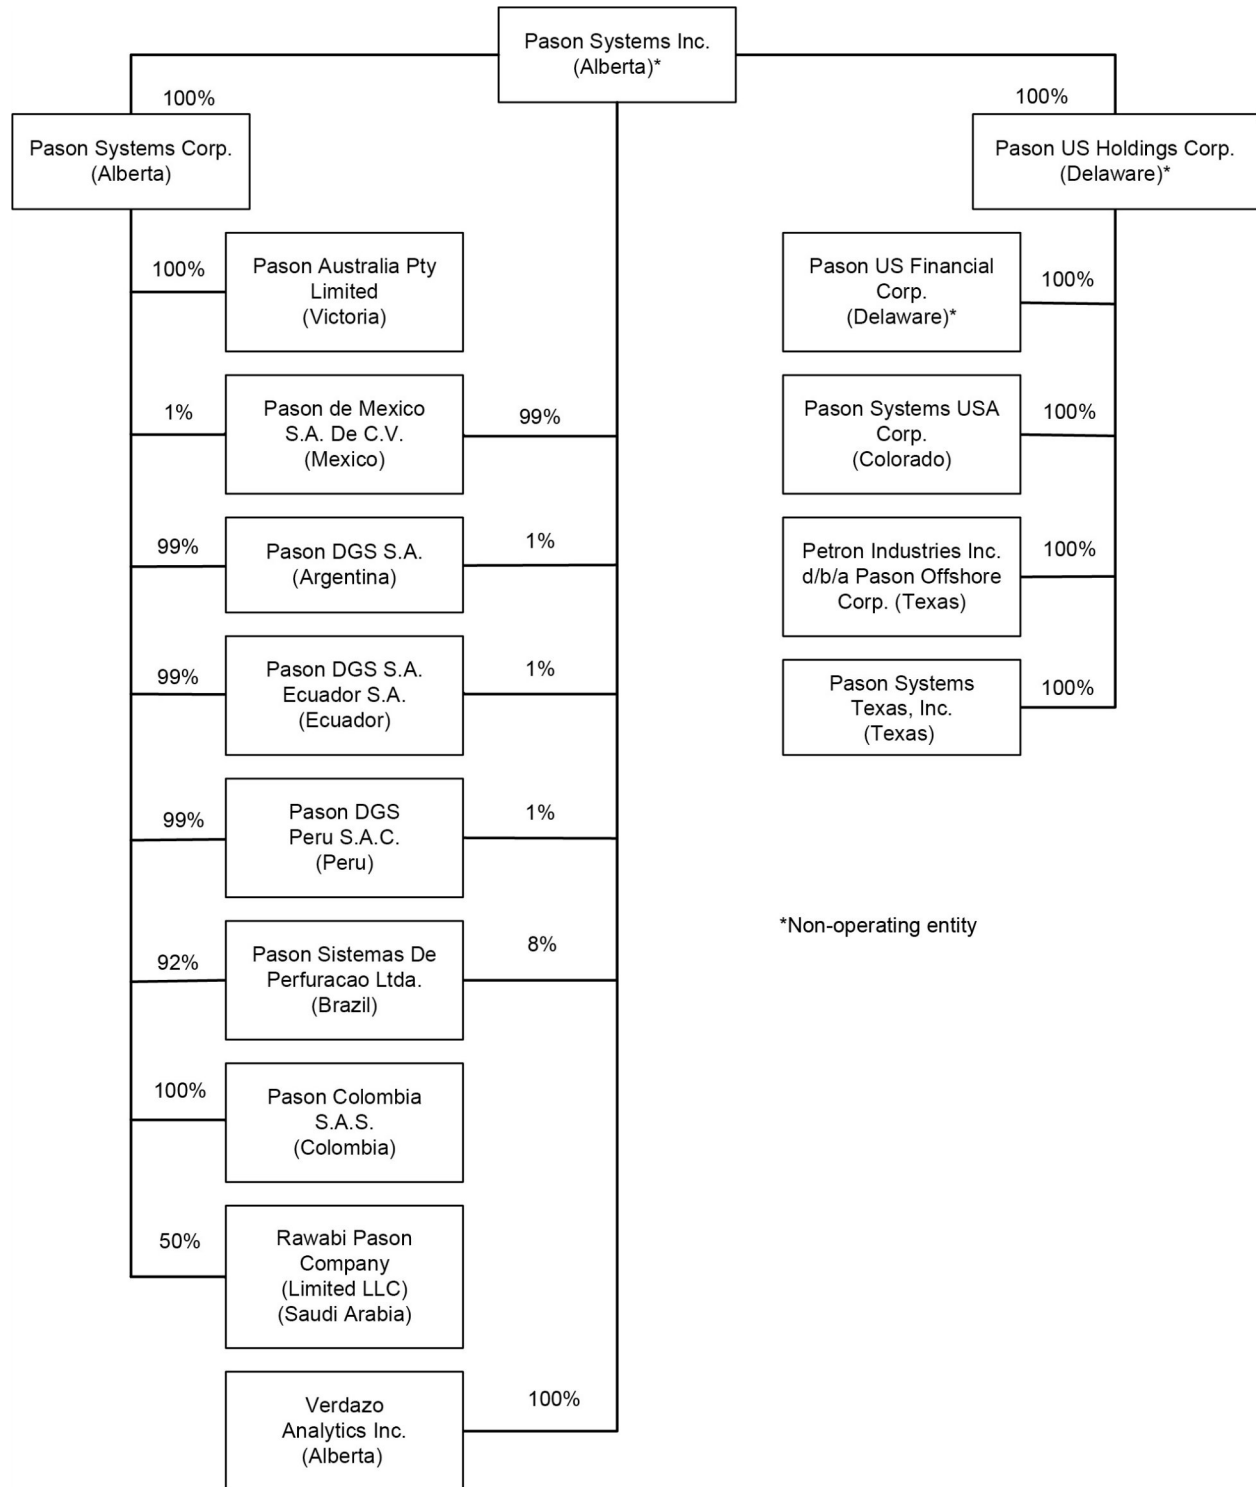 Pason Systems Inc.
(Alberta)*
100%
100%
Pason Systems Corp.
(Alberta)
Pason US Holdings Corp.
(Delaware)*
100%
Pason Australia Pty
Limited
(Victoria)
Pason US Financial
Corp.
(Delaware)*
100%
1%
Pason de Mexico
S.A. De C.V.
(Mexico)
99%
Pason Systems USA
Corp.
(Colorado)
100%
99%
Pason DGS S.A.
(Argentina)
1%
Petron Industries Inc.
d/b/a Pason Offshore
Corp. (Texas)
100%
99%
Pason DGS S.A.
Ecuador S.A.
(Ecuador)
1%
Pason Systems
Texas, Inc.
(Texas)
100%
99%
Pason DGS
Peru S.A.C.
(Peru)
1%
*Non-operating entity
92%
Pason Sistemas De
Perfuracao Ltda.
(Brazil)
8%
100%
Pason Colombia
S.A.S.
(Colombia)
50%
Rawabi Pason
Company
(Limited LLC)
(Saudi Arabia)
Verdazo
Analytics Inc.
(Alberta)
100%